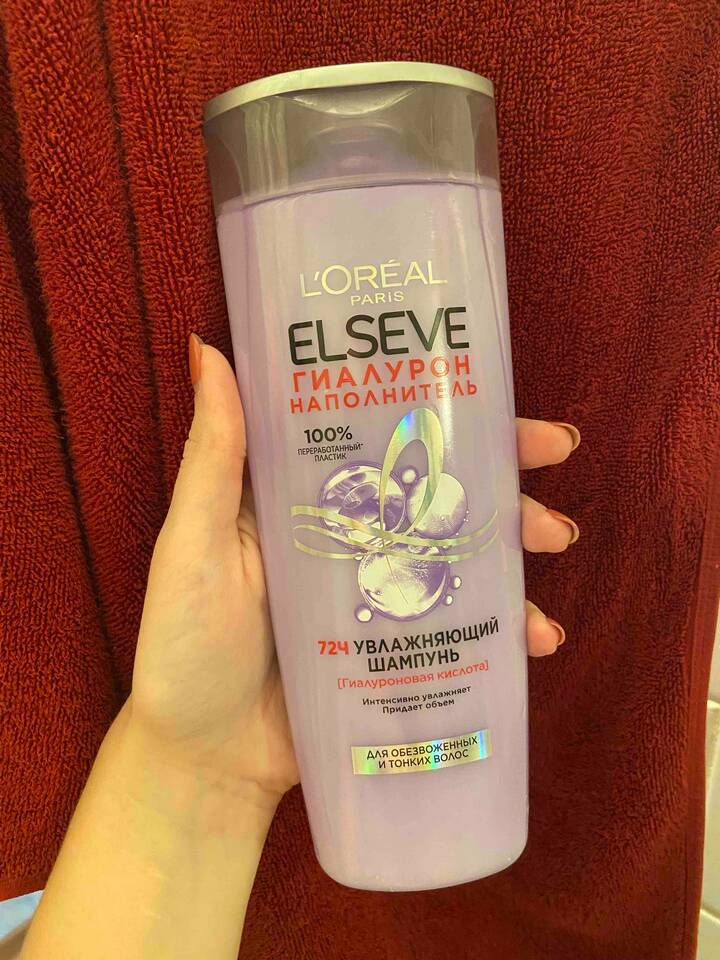 L'ORÉAL
PARIS
ELSEVE
ГИАЛУРОН
НАПОЛНИТЕЛЬ
100%
ПЕРЕРАБОТАННЫЙ*
ПЛАСТИК
72Ч УВЛАЖНЯЮЩИЙ
ШАМПУНЬ
[Гиалуроновая кислота]
Интенсивно увлажняет
Придает объем
ДЛЯ ОБЕЗВОЖЕННЫХ
И ТОНКИХ ВОЛОС